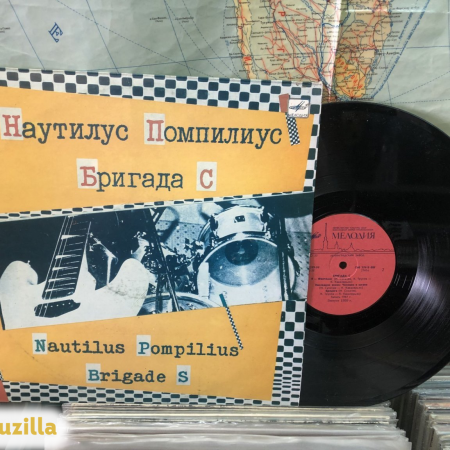 Наутилус Помпилиус
Бригада С
МЕЛОДИЯ
Nautilus Pompilius
Brigade S
uzilla